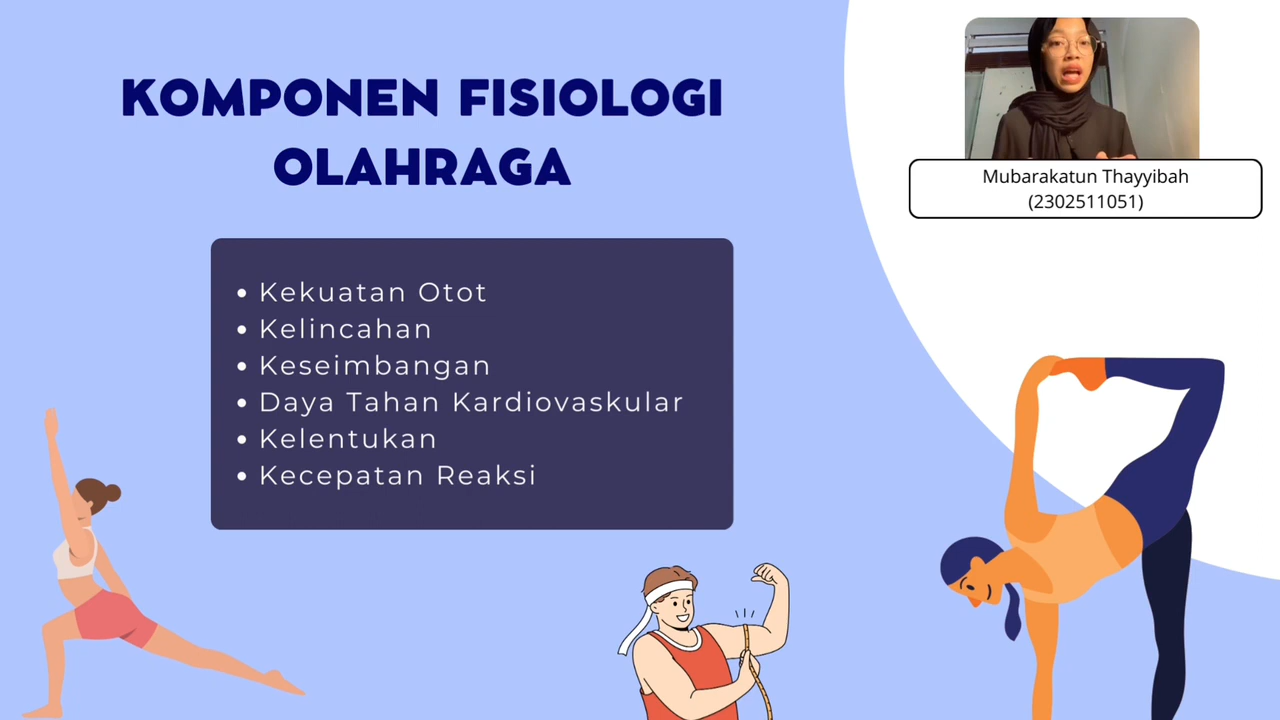 KOMPONEN FISIOLOGI
OLAHRAGA
Mubarakatun Thayyibah
(2302511051)
• Kekuatan Otot
• Kelincahan
• Keseimbangan
• Daya Tahan Kardiovaskular
• Kelentukan
• Kecepatan Reaksi